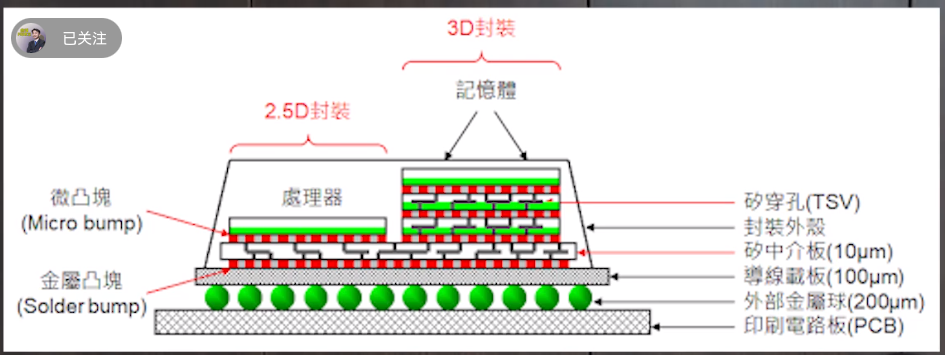 已关注
3D封裝
記憶體
2.5D封裝
處理器
微凸塊
(Micro bump)
金屬凸塊
(Solder bump)
矽穿孔(TSV)
封裝外殼
矽中介板(10μm)
導線載板(100μm)
外部金屬球(200μm)
印刷電路板(PCB)